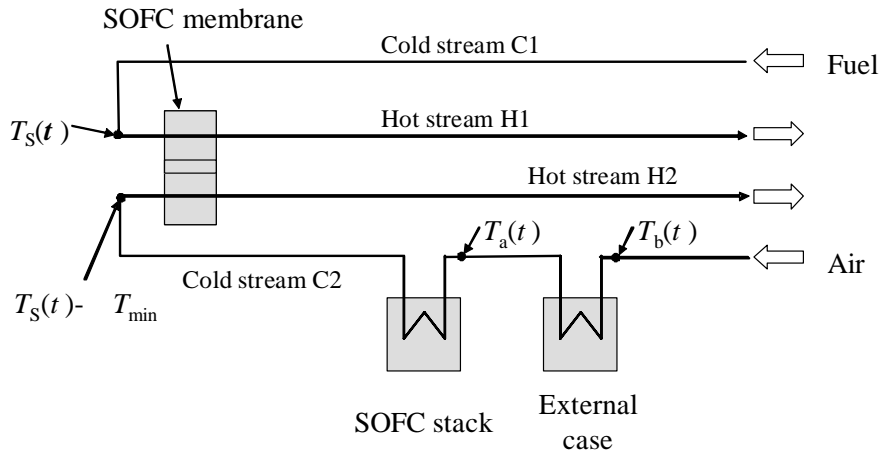 SOFC membrane
Cold stream C1
Fuel
T_S(t )
Hot stream H1
Hot stream H2
T_a(t )
T_b(t )
Air
Cold stream C2
T_S(t )-   T_min
SOFC stack
External
case